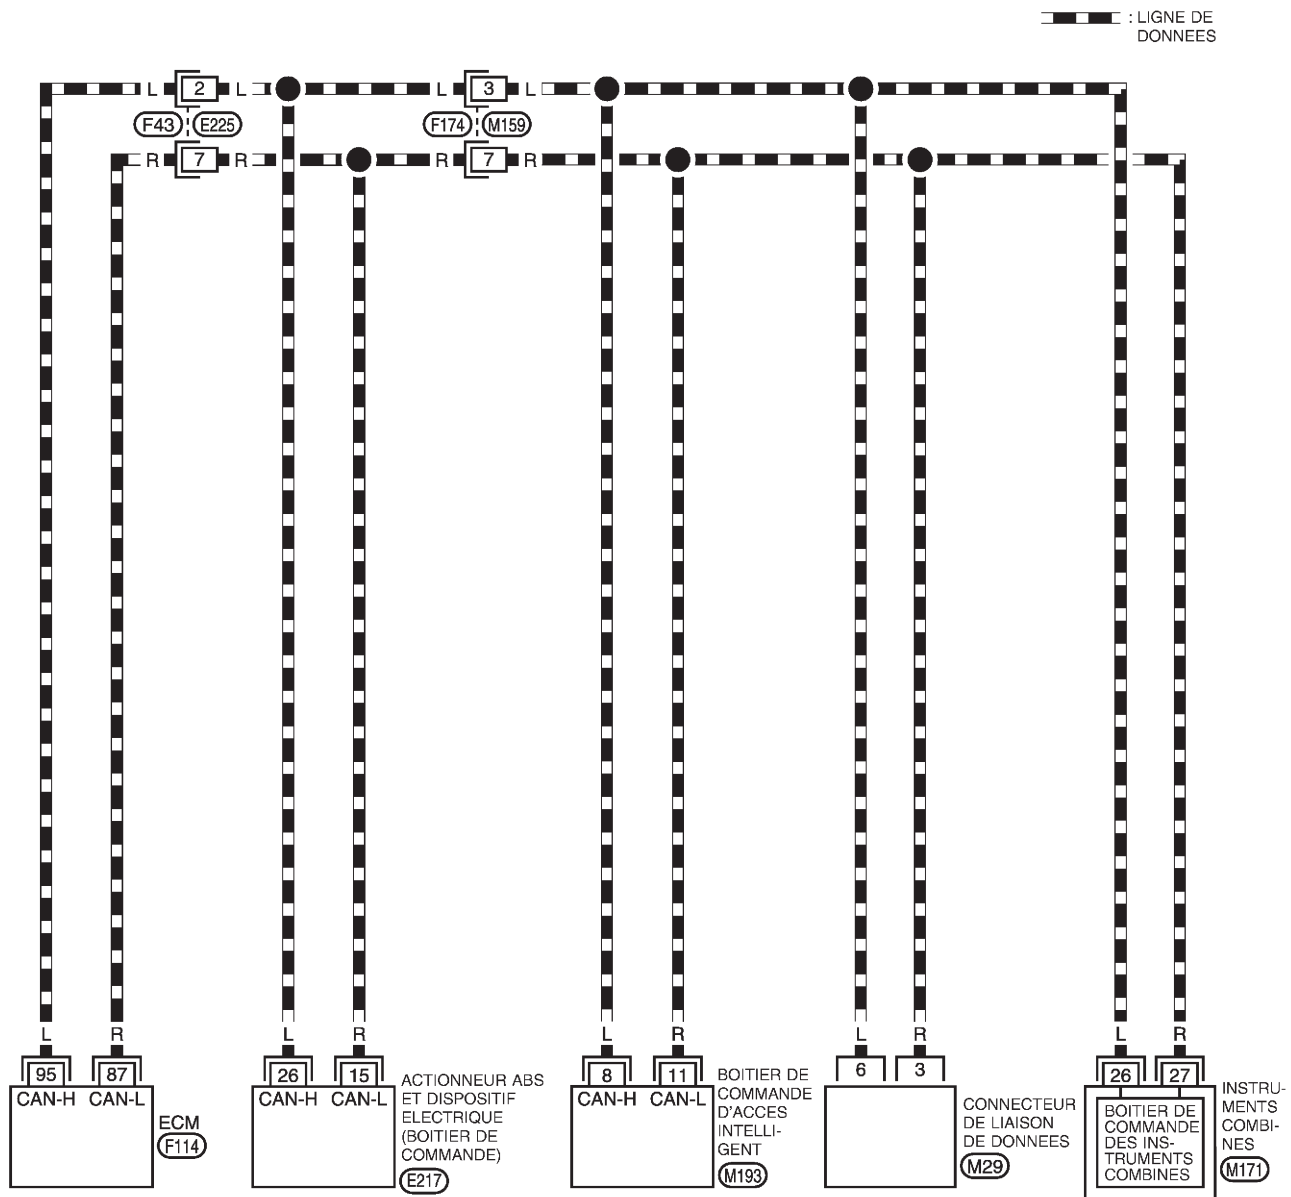 : LIGNE DE
DONNEES
L 2 L L 3 L
F43 E225 F174 M159
R 7 R R 7 R
L R L R L R L R L R
95 87 26 15 8 11 6 3 26 27
CAN-H CAN-L
ECM
F114
CAN-H CAN-L
ACTIONNEUR ABS
ET DISPOSITIF
ELECTRIQUE
(BOITIER DE
COMMANDE)
E217
CAN-H CAN-L
BOITIER DE
COMMANDE
D'ACCES
INTELLI-
GENT
M193
CONNECTEUR
DE LIAISON
DE DONNEES
M29
BOITIER DE
COMMANDE
DES INS-
TRUMENTS
COMBINES
INSTRU-
MENTS
COMBI-
NES
M171